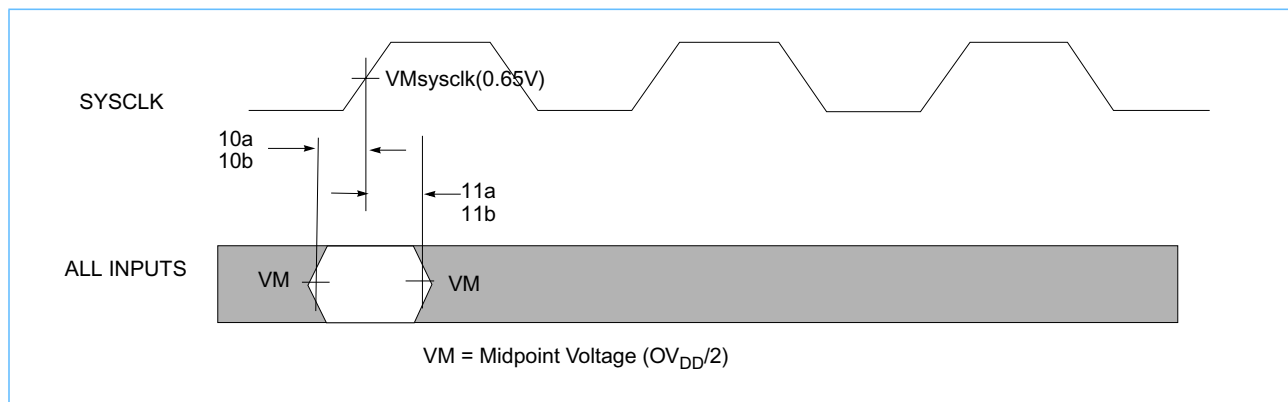 VMsysclk(0.65V)
SYSCLK
10a
10b
11a
11b
ALL INPUTS
VM
VM
VM = Midpoint Voltage (OVDD/2)